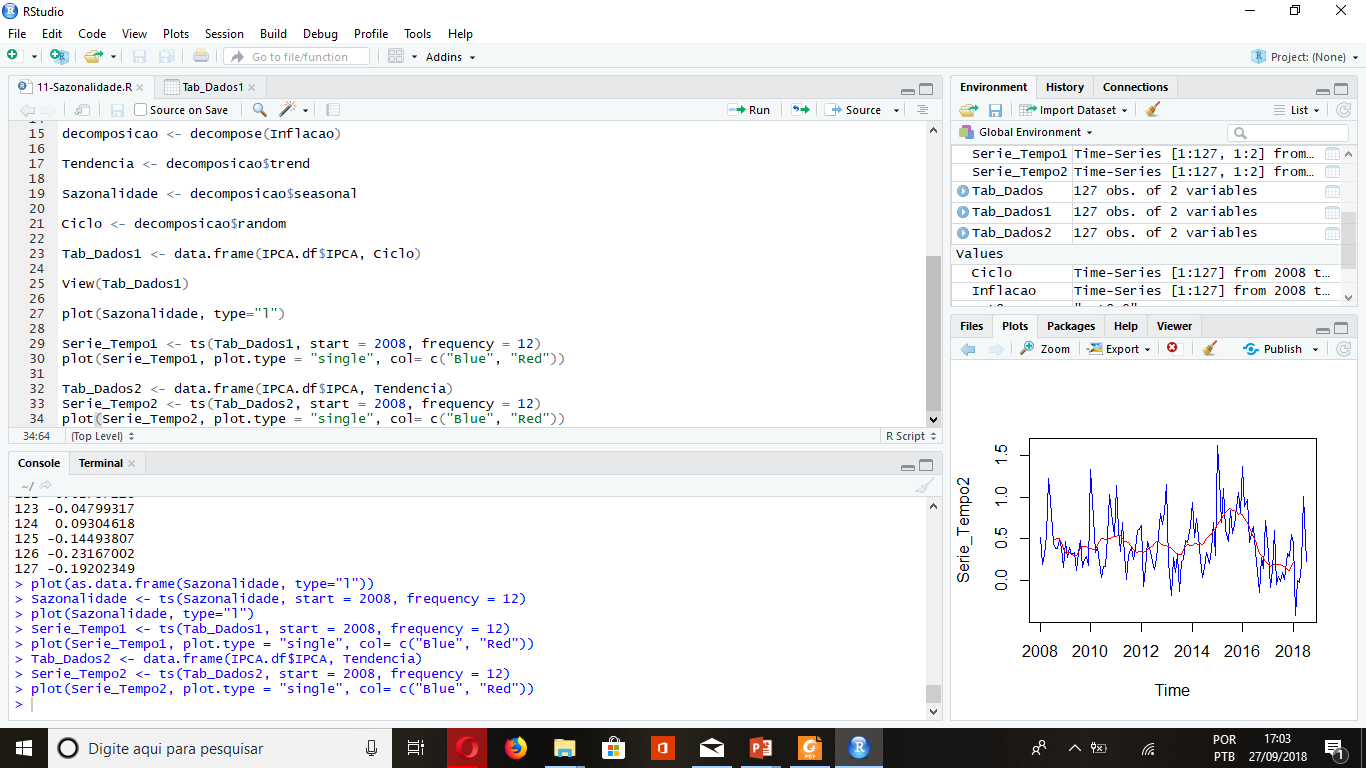 RStudio
File Edit Code View Plots Session Build Debug Profile Tools Help
Go to file/function Addins Project: (None)
11-Sazonalidade.R Tab_Dados1
Source on Save Run Source
15 decomposicao <- decompose(Inflacao)
16
17 Tendencia <- decomposicao$trend
18
19 Sazonalidade <- decomposicao$seasonal
20
21 Ciclo <- decomposicao$random
22
23 Tab_Dados1 <- data.frame(IPCA.df$IPCA, Ciclo)
24
25 View(Tab_Dados1)
26
27 plot(Sazonalidade, type="l")
28
29 Serie_Tempo1 <- ts(Tab_Dados1, start = 2008, frequency = 12)
30 plot(Serie_Tempo1, plot.type = "single", col= c("Blue", "Red"))
31
32 Tab_Dados2 <- data.frame(IPCA.df$IPCA, Tendencia)
33 Serie_Tempo2 <- ts(Tab_Dados2, start = 2008, frequency = 12)
34 plot(Serie_Tempo2, plot.type = "single", col= c("Blue", "Red"))
34:64 (Top Level) R Script
Console Terminal
~/
123 -0.04799317
124 0.09304618
125 -0.14493807
126 -0.23167002
127 -0.19202349
> plot(as.data.frame(Sazonalidade, type="l"))
> Sazonalidade <- ts(Sazonalidade, start = 2008, frequency = 12)
> plot(Sazonalidade, type="l")
> Serie_Tempo1 <- ts(Tab_Dados1, start = 2008, frequency = 12)
> plot(Serie_Tempo1, plot.type = "single", col= c("Blue", "Red"))
> Tab_Dados2 <- data.frame(IPCA.df$IPCA, Tendencia)
> Serie_Tempo2 <- ts(Tab_Dados2, start = 2008, frequency = 12)
> plot(Serie_Tempo2, plot.type = "single", col= c("Blue", "Red"))
>
Environment History Connections
Import Dataset List
Global Environment
Serie_Tempo1 Time-Series [1:127, 1:2] from...
Serie_Tempo2 Time-Series [1:127, 1:2] from...
Tab_Dados 127 obs. of 2 variables
Tab_Dados1 127 obs. of 2 variables
Tab_Dados2 127 obs. of 2 variables
Values
Ciclo Time-Series [1:127] from 2008 t...
Inflacao Time-Series [1:127] from 2008 t...
Files Plots Packages Help Viewer
Zoom Export Publish
Serie_Tempo2
1.5
1.0
0.5
0.0
2008 2010 2012 2014 2016 2018
Time
Digite aqui para pesquisar
POR 17:03
PTB 27/09/2018
1